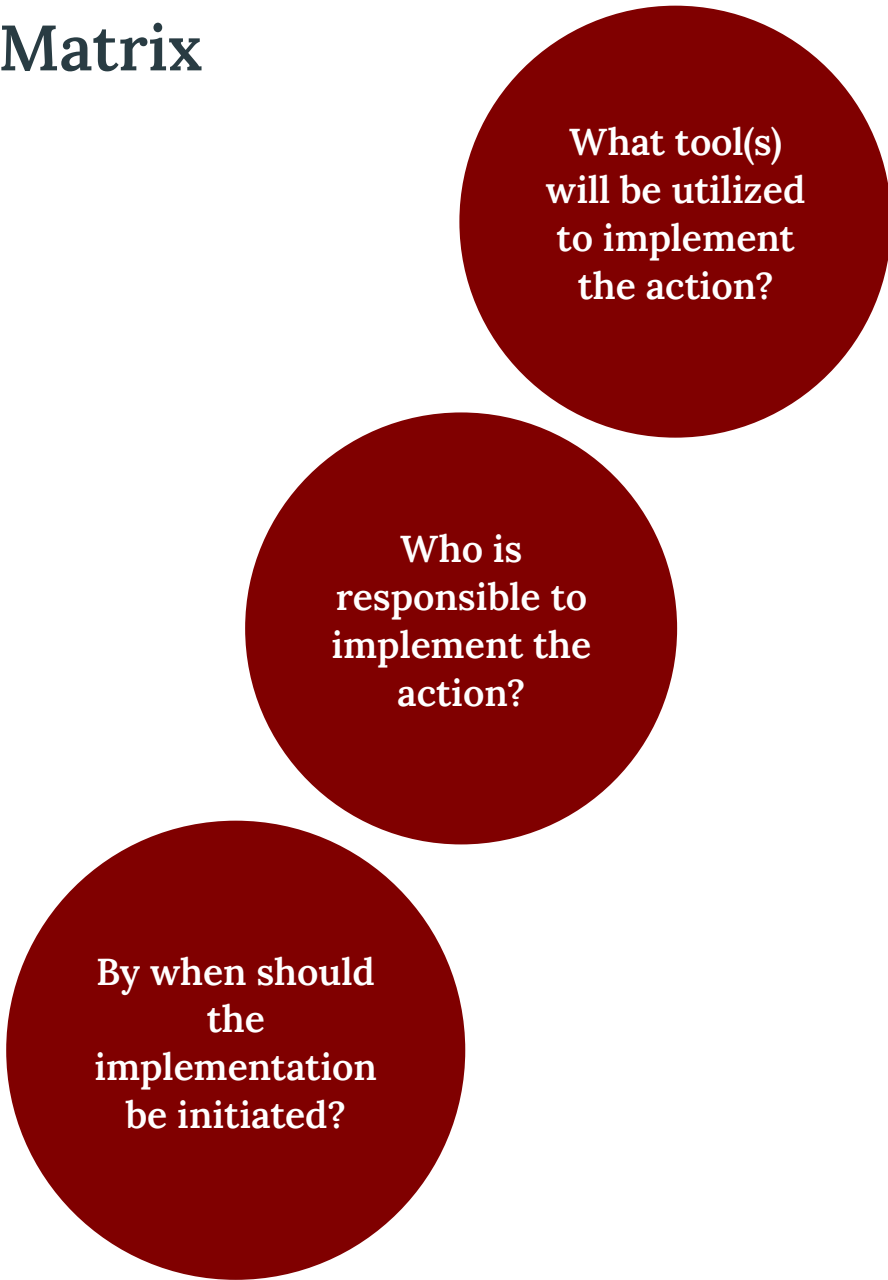 Matrix
What tool(s)
will be utilized
to implement
the action?
Who is
responsible to
implement the
action?
By when should
the
implementation
be initiated?